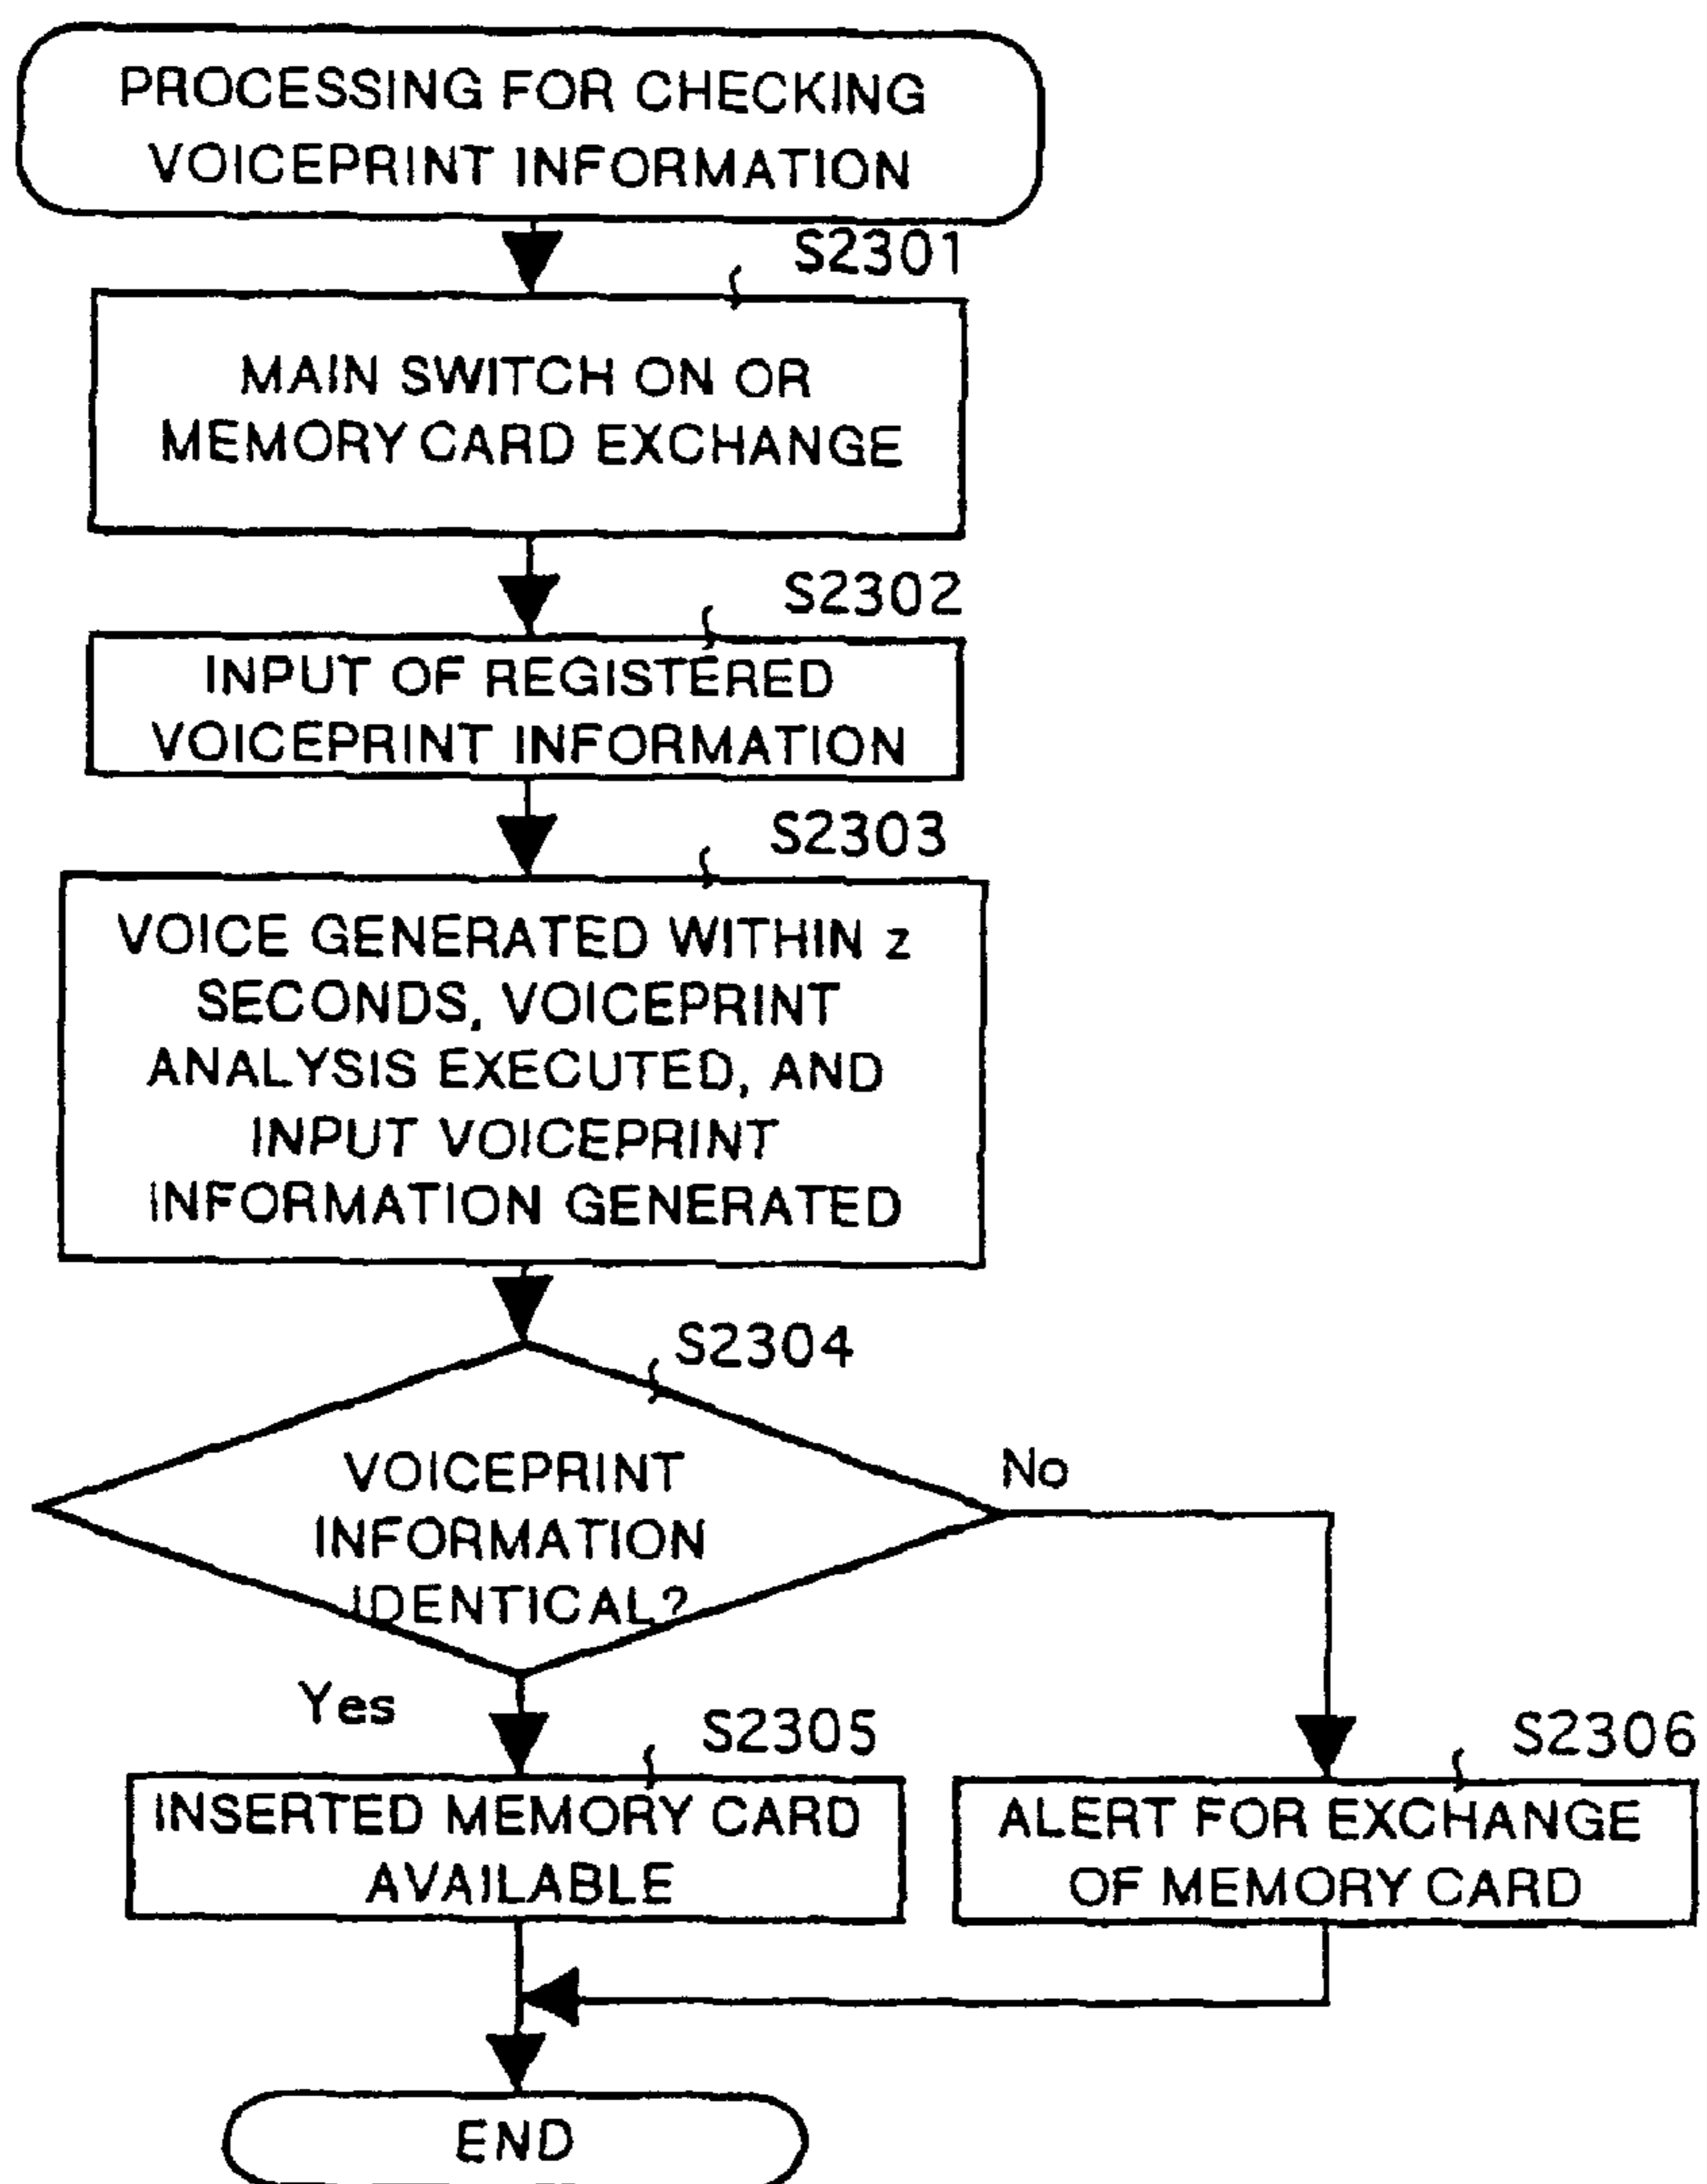 PROCESSING FOR CHECKING
VOICEPRINT INFORMATION
S2301
MAIN SWITCH ON OR
MEMORY CARD EXCHANGE
S2302
INPUT OF REGISTERED
VOICEPRINT INFORMATION
S2303
VOICE GENERATED WITHIN z
SECONDS, VOICEPRINT
ANALYSIS EXECUTED, AND
INPUT VOICEPRINT
INFORMATION GENERATED
S2304
VOICEPRINT
INFORMATION
IDENTICAL?
No
Yes
S2305
INSERTED MEMORY CARD
AVAILABLE
S2306
ALERT FOR EXCHANGE
OF MEMORY CARD
END